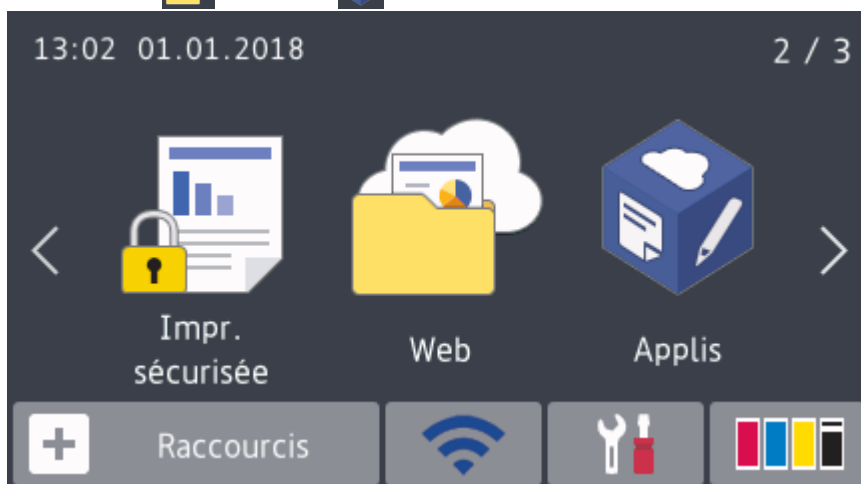 13:02 01.01.2018 2 / 3
Impr.
sécurisée
Web
Applis
Raccourcis